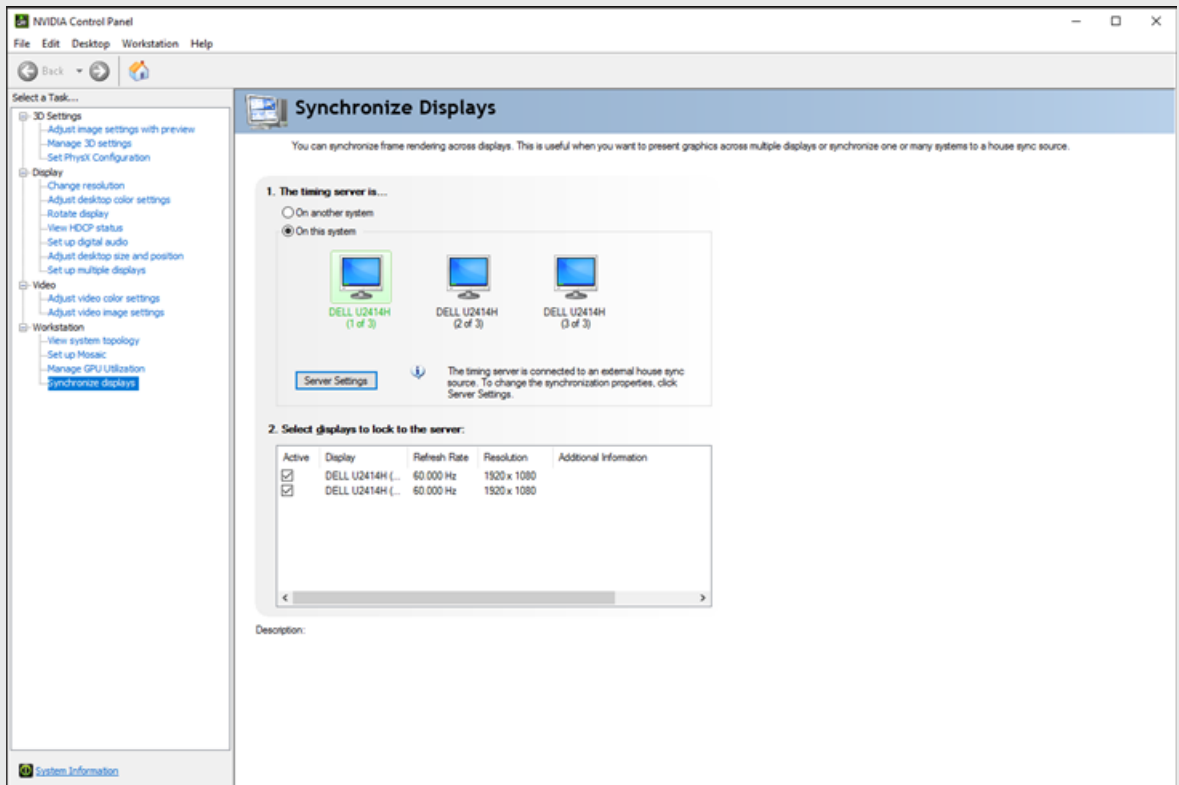 NVIDIA Control Panel
File Edit Desktop Workstation Help
Back
Select a Task...
3D Settings
Adjust image settings with preview
Manage 3D settings
Set PhysX Configuration
Display
Change resolution
Adjust desktop color settings
Rotate display
View HDCP status
Set up digital audio
Adjust desktop size and position
Set up multiple displays
Video
Adjust video color settings
Adjust video image settings
Workstation
View system topology
Set up Mosaic
Manage GPU Utilization
Synchronize displays
System Information
Synchronize Displays
You can synchronize frame rendering across displays. This is useful when you want to present graphics across multiple displays or synchronize one or many systems to a house sync source.
1. The timing server is...
On another system
On this system
DELL U2414H DELL U2414H DELL U2414H
(1 of 3) (2 of 3) (3 of 3)
Server Settings
The timing server is connected to an external house sync
source. To change the synchronization properties, click
Server Settings.
2. Select displays to lock to the server:
Active Display Refresh Rate Resolution Additional Information
DELL U2414H (... 60.000 Hz 1920 x 1080
DELL U2414H (... 60.000 Hz 1920 x 1080
Description: